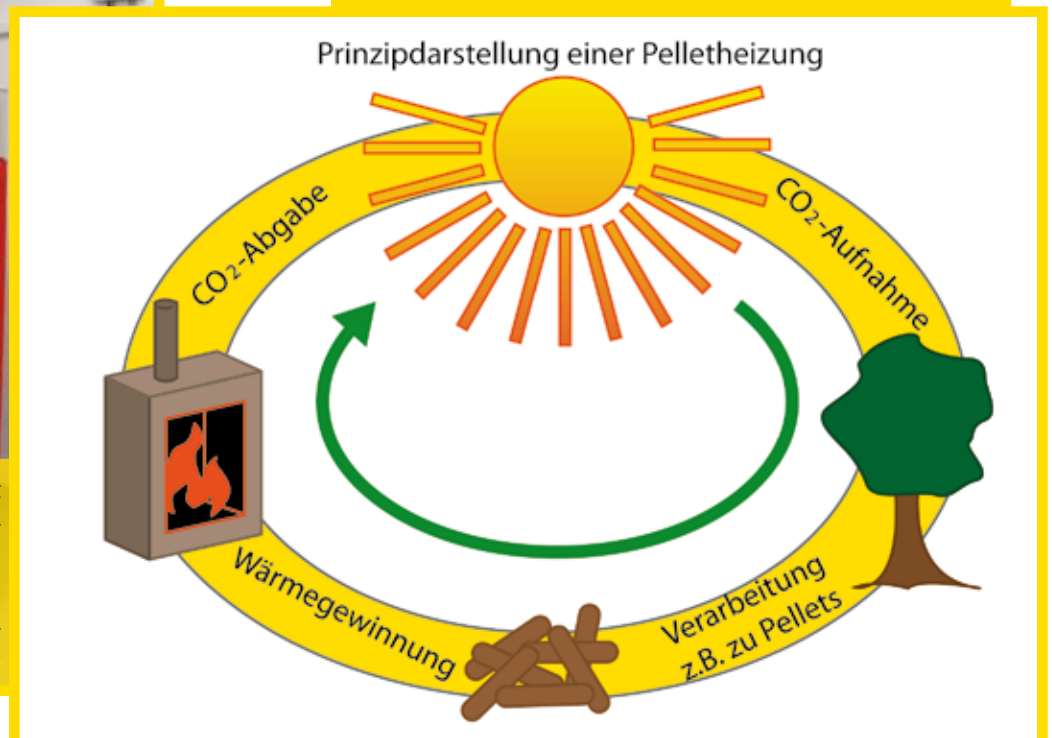 Prinzipdarstellung einer Pelletheizung
CO₂-Abgabe
CO₂-Aufnahme
Wärmegewinnung
Verarbeitung
z.B. zu Pellets